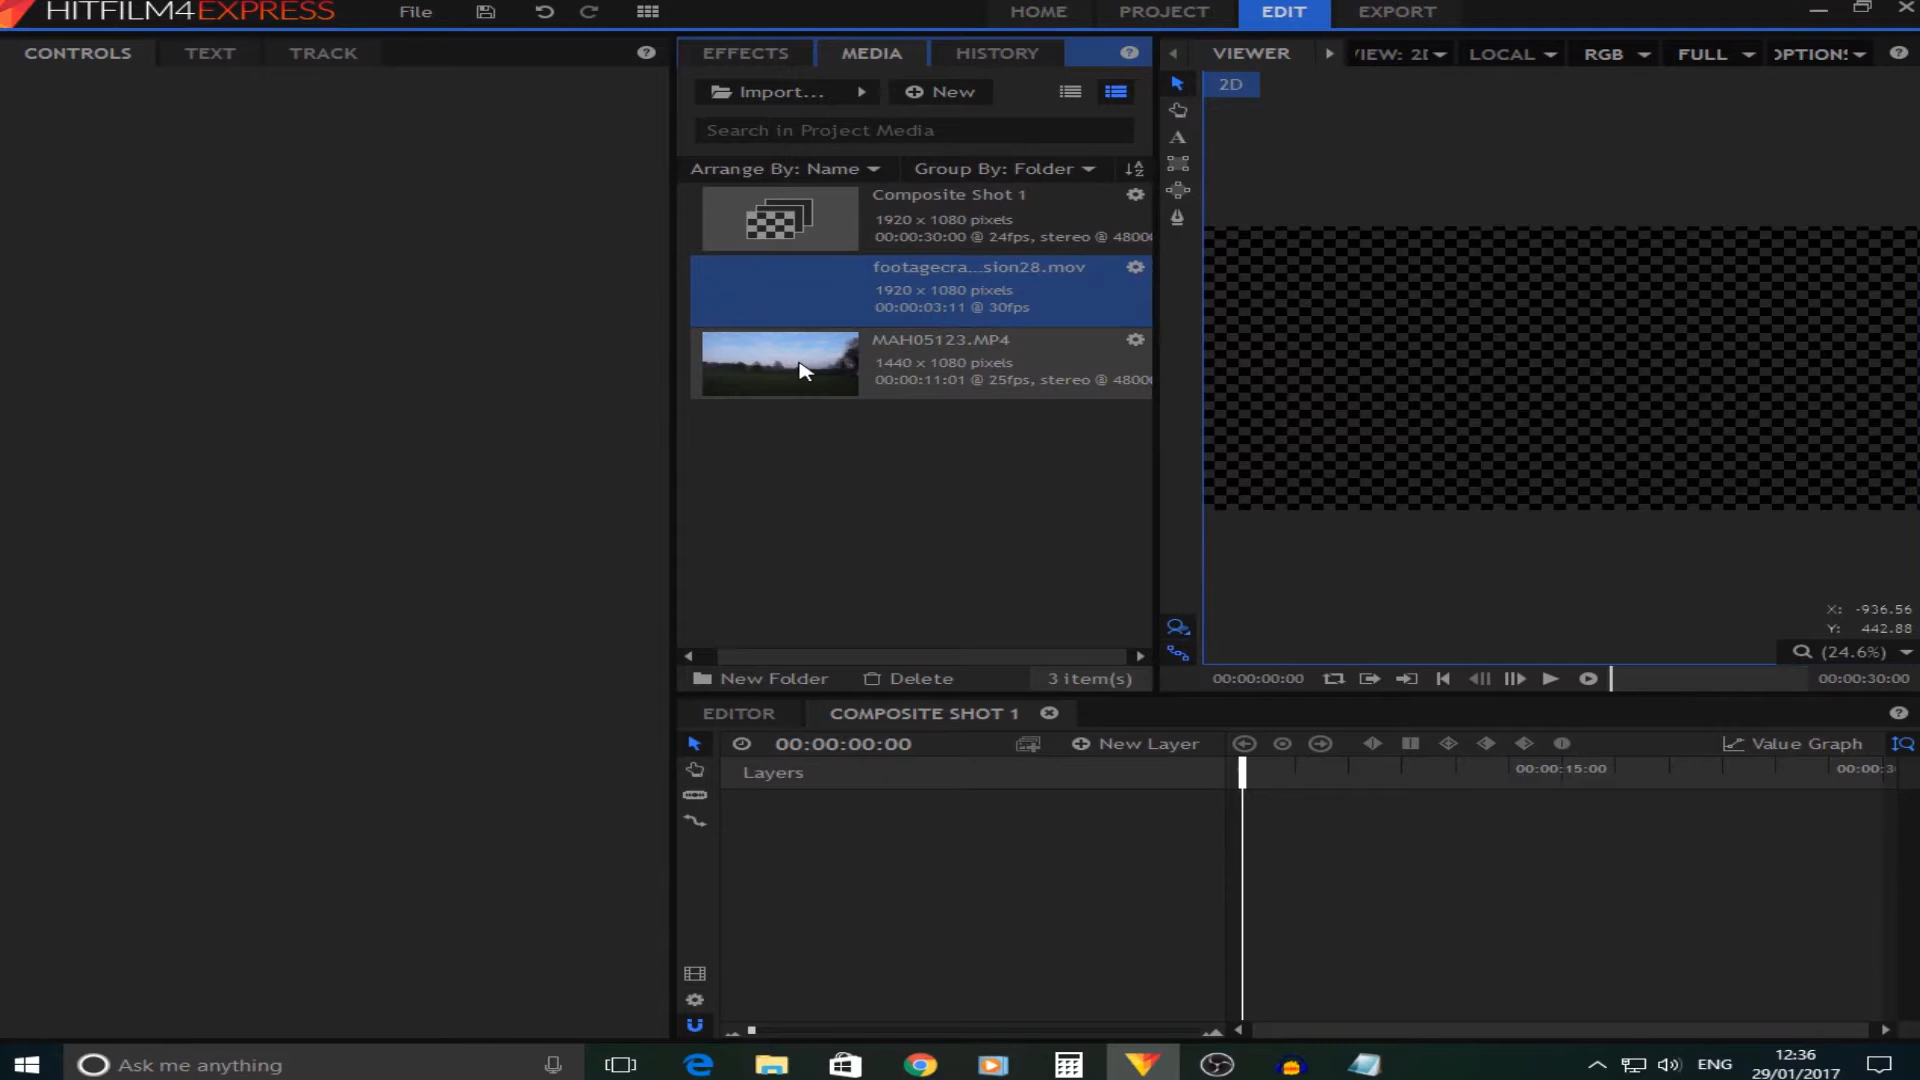 HITFILM4EXPRESS File HOME PROJECT EDIT EXPORT
CONTROLS TEXT TRACK EFFECTS MEDIA HISTORY VIEWER OPTIONS LOCAL RGB FULL
Import... New 2D
Search in Project Media
Arrange By: Name Group By: Folder
Composite Shot 1
1920 x 1080 pixels
00:00:30:00 @ 24fps, stereo @ 4800
footagecra...sion28.mov
1920 x 1080 pixels
00:00:03:11 @ 30fps
MAH05123.MP4
1440 x 1080 pixels
00:00:11:01 @ 25fps, stereo @ 4800
X: -936.56
Y: 442.88
(24.6%)
New Folder Delete 3 item(s) 00:00:00:00 00:00:30:00
EDITOR COMPOSITE SHOT 1
00:00:00:00 New Layer Value Graph
Layers 00:00:15:00 00:00:3
Ask me anything ENG 12:36
29/01/2017